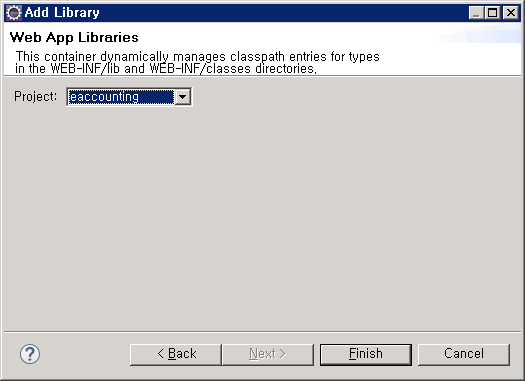 Add Library
Web App Libraries
This container dynamically manages classpath entries for types
in the WEB-INF/lib and WEB-INF/classes directories.
Project: eaccounting
? < Back Next > Finish Cancel